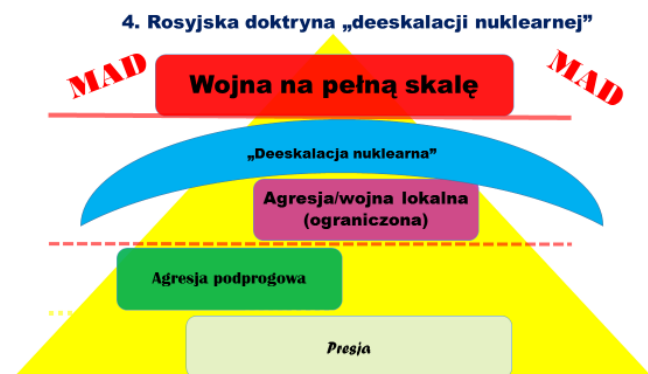 4. Rosyjska doktryna „deeskalacji nuklearnej”
MAD
MAD
Wojna na pełną skalę
„Deeskalacja nuklearna”
Agresja/wojna lokalna
(ograniczona)
Agresja podprogowa
Presja